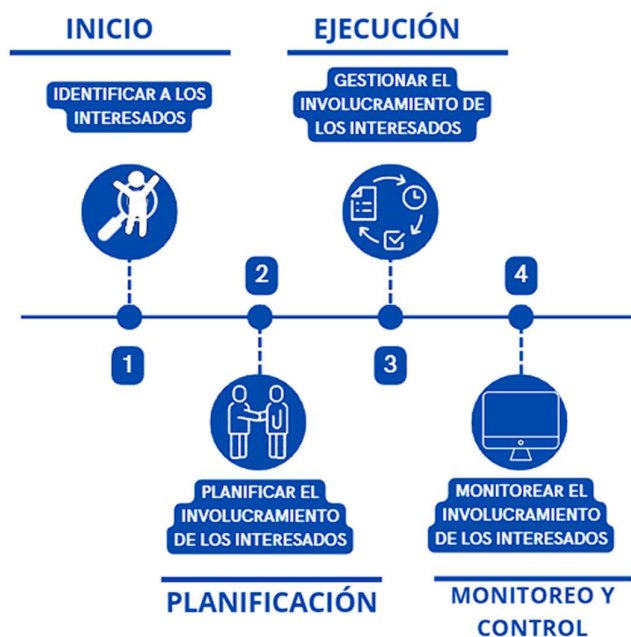 INICIO
IDENTIFICAR A LOS
INTERESADOS
1
2
PLANIFICAR EL
INVOLUCRAMIENTO
DE LOS INTERESADOS
PLANIFICACIÓN
EJECUCIÓN
GESTIONAR EL
INVOLUCRAMIENTO DE
LOS INTERESADOS
3
4
MONITOREAR EL
INVOLUCRAMIENTO
DE LOS INTERESADOS
MONITOREO Y
CONTROL